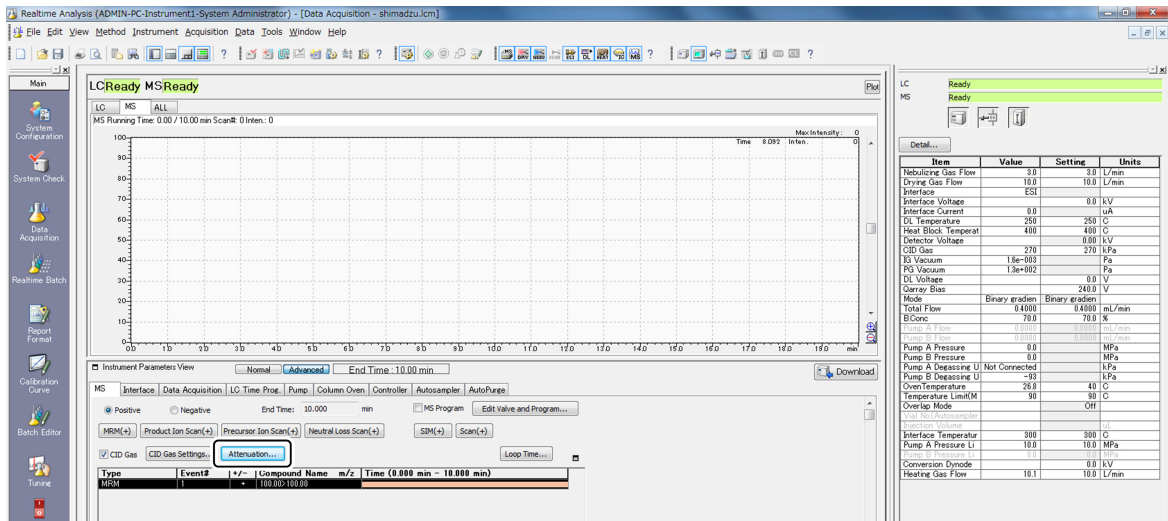 Realtime Analysis (ADMIN-PC-Instrument1-System Administrator) - [Data Acquisition - shimadzu.lcm]
File Edit View Method Instrument Acquisition Data Tools Window Help
Main
System Configuration
System Check
Data Acquisition
Realtime Batch
Report Format
Calibration Curve
Batch Editor
Tuning
LC Ready MS Ready
Plot
LC MS ALL
MS Running Time: 0.00 / 10.00 min Scan#: 0 Inten.: 0
Max Intensity : 0
Time 8.092 Inten. 0
100
90
80
70
60
50
40
30
20
10
0
0.0 1.0 2.0 3.0 4.0 5.0 6.0 7.0 8.0 9.0 10.0 11.0 12.0 13.0 14.0 15.0 16.0 17.0 18.0 19.0 min
Instrument Parameters View Normal Advanced End Time : 10.00 min Download
MS Interface Data Acquisition LC Time Prog. Pump Column Oven Controller Autosampler AutoPurge
Positive Negative End Time: 10.000 min MS Program Edit Valve and Program...
MRM(+) Product Ion Scan(+) Precursor Ion Scan(+) Neutral Loss Scan(+) SIM(+) Scan(+)
CID Gas CID Gas Settings.. Attenuation... Loop Time...
Type Event# +/- Compound Name m/z Time (0.000 min - 10.000 min)
MRM 1 + 100.00>100.00
LC Ready
MS Ready
Detail...
Item Value Setting Units
Nebulizing Gas Flow 3.0 3.0 L/min
Drying Gas Flow 10.0 10.0 L/min
Interface ESI
Interface Voltage 0.0 kV
Interface Current 0.0 uA
DL Temperature 250 250 C
Heat Block Temperat 400 400 C
Detector Voltage 0.00 kV
CID Gas 270 270 kPa
IG Vacuum 1.6e-003 Pa
PG Vacuum 1.3e+002 Pa
DL Voltage 0.0 V
Qarray Bias 240.0 V
Mode Binary gradien Binary gradien
Total Flow 0.4000 0.4000 mL/min
B.Conc 70.0 70.0 %
Pump A Flow 0.0000 0.0000 mL/min
Pump B Flow 0.0000 0.0000 mL/min
Pump A Pressure 0.0 MPa
Pump B Pressure 0.0 MPa
Pump A Degassing U Not Connected kPa
Pump B Degassing U -93 kPa
OvenTemperature 26.8 40 C
Temperature Limit(M 90 90 C
Overlap Mode Off
Vial No.(Autosampler
Injection Volume uL
Interface Temperatur 300 300 C
Pump A Pressure Li 10.0 10.0 MPa
Pump B Pressure Li 0.0 0.0 MPa
Conversion Dynode 0.0 kV
Heating Gas Flow 10.1 10.0 L/min